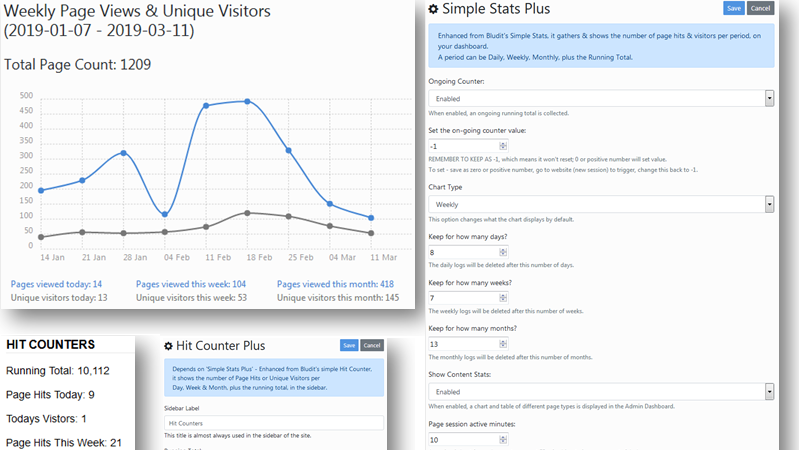 Weekly Page Views & Unique Visitors
(2019-01-07 - 2019-03-11)
Total Page Count: 1209
500
450
400
350
300
250
200
150
100
50
0
14 Jan
21 Jan
28 Jan
04 Feb
11 Feb
18 Feb
25 Feb
04 Mar
11 Mar
Pages viewed today: 14
Pages viewed this week: 104
Pages viewed this month: 418
Unique visitors today: 13
Unique visitors this week: 53
Unique visitors this month: 145
HIT COUNTERS
Running Total: 10,112
Page Hits Today: 9
Todays Vistors: 1
Page Hits This Week: 21
Hit Counter Plus
Save
Cancel
Depends on 'Simple Stats Plus' - Enhanced from Bludit's simple Hit Counter.
it shows the number of Page Hits or Unique Visitors per
Day, Week & Month, plus the running total, in the sidebar.
Sidebar Label
Hit Counters
This title is almost always used in the sidebar of the site.
Simple Stats Plus
Save
Cancel
Enhanced from Bludit's Simple Stats, it gathers & shows the number of page hits & visitors per period, on
your dashboard.
A period can be Daily, Weekly, Monthly, plus the Running Total.
Ongoing Counter:
Enabled
When enabled, an ongoing running total is collected.
Set the on-going counter value:
-1
REMEMBER TO KEEP AS -1, which means it won't reset; 0 or positive number will set value.
To set - save as zero or positive number, go to website (new session) to trigger, change this back to -1.
Chart Type
Weekly
This option changes what the chart displays by default.
Keep for how many days?
8
The daily logs will be deleted after this number of days.
Keep for how many weeks?
7
The weekly logs will be deleted after this number of weeks.
Keep for how many months?
13
The monthly logs will be deleted after this number of months.
Show Content Stats:
Enabled
When enabled, a chart and table of different page types is displayed in the Admin Dashboard.
Page session active minutes:
10